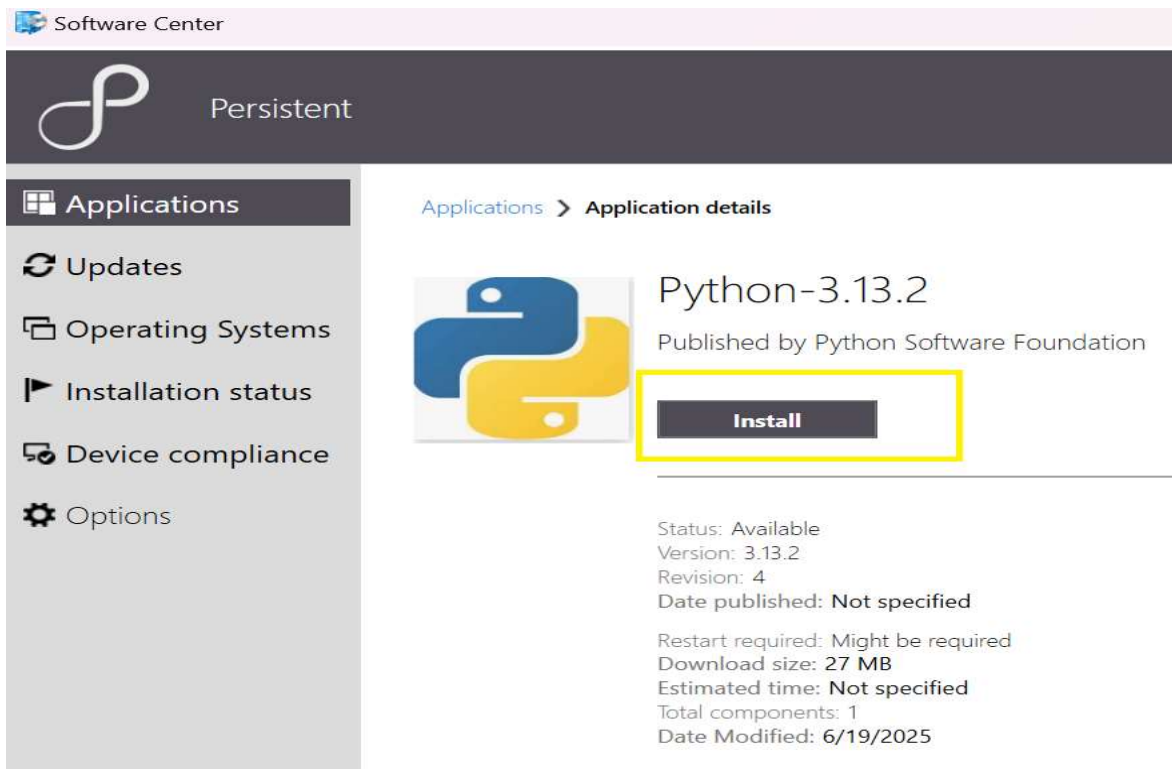 Software Center
Persistent
Applications
Updates
Operating Systems
Installation status
Device compliance
Options
Applications > Application details
Python-3.13.2
Published by Python Software Foundation
Install
Status: Available
Version: 3.13.2
Revision: 4
Date published: Not specified
Restart required: Might be required
Download size: 27 MB
Estimated time: Not specified
Total components: 1
Date Modified: 6/19/2025